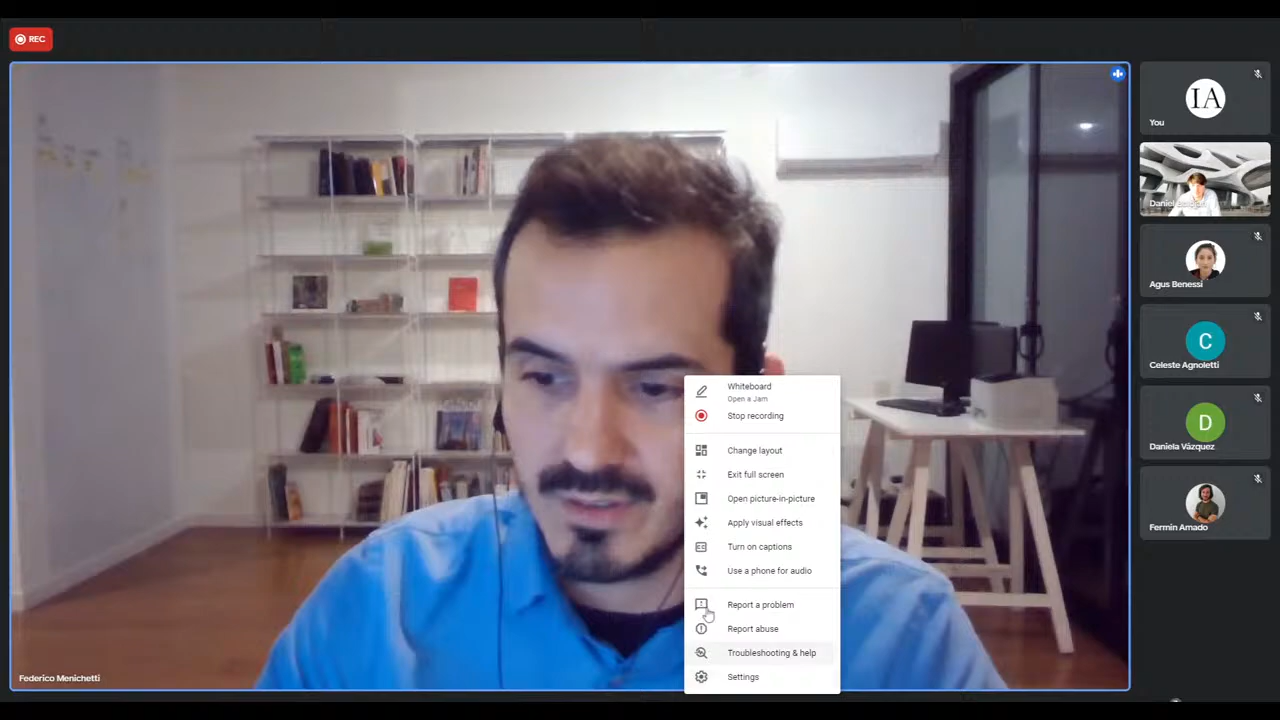 REC
IA
You
Daniel
Agus Benessi
C
Celeste Agnoletti
D
Daniela Vázquez
Fermin Amado
Whiteboard
Open a Jam
Stop recording
Change layout
Exit full screen
Open picture-in-picture
Apply visual effects
Turn on captions
Use a phone for audio
Report a problem
Report abuse
Troubleshooting & help
Settings
Federico Menichetti